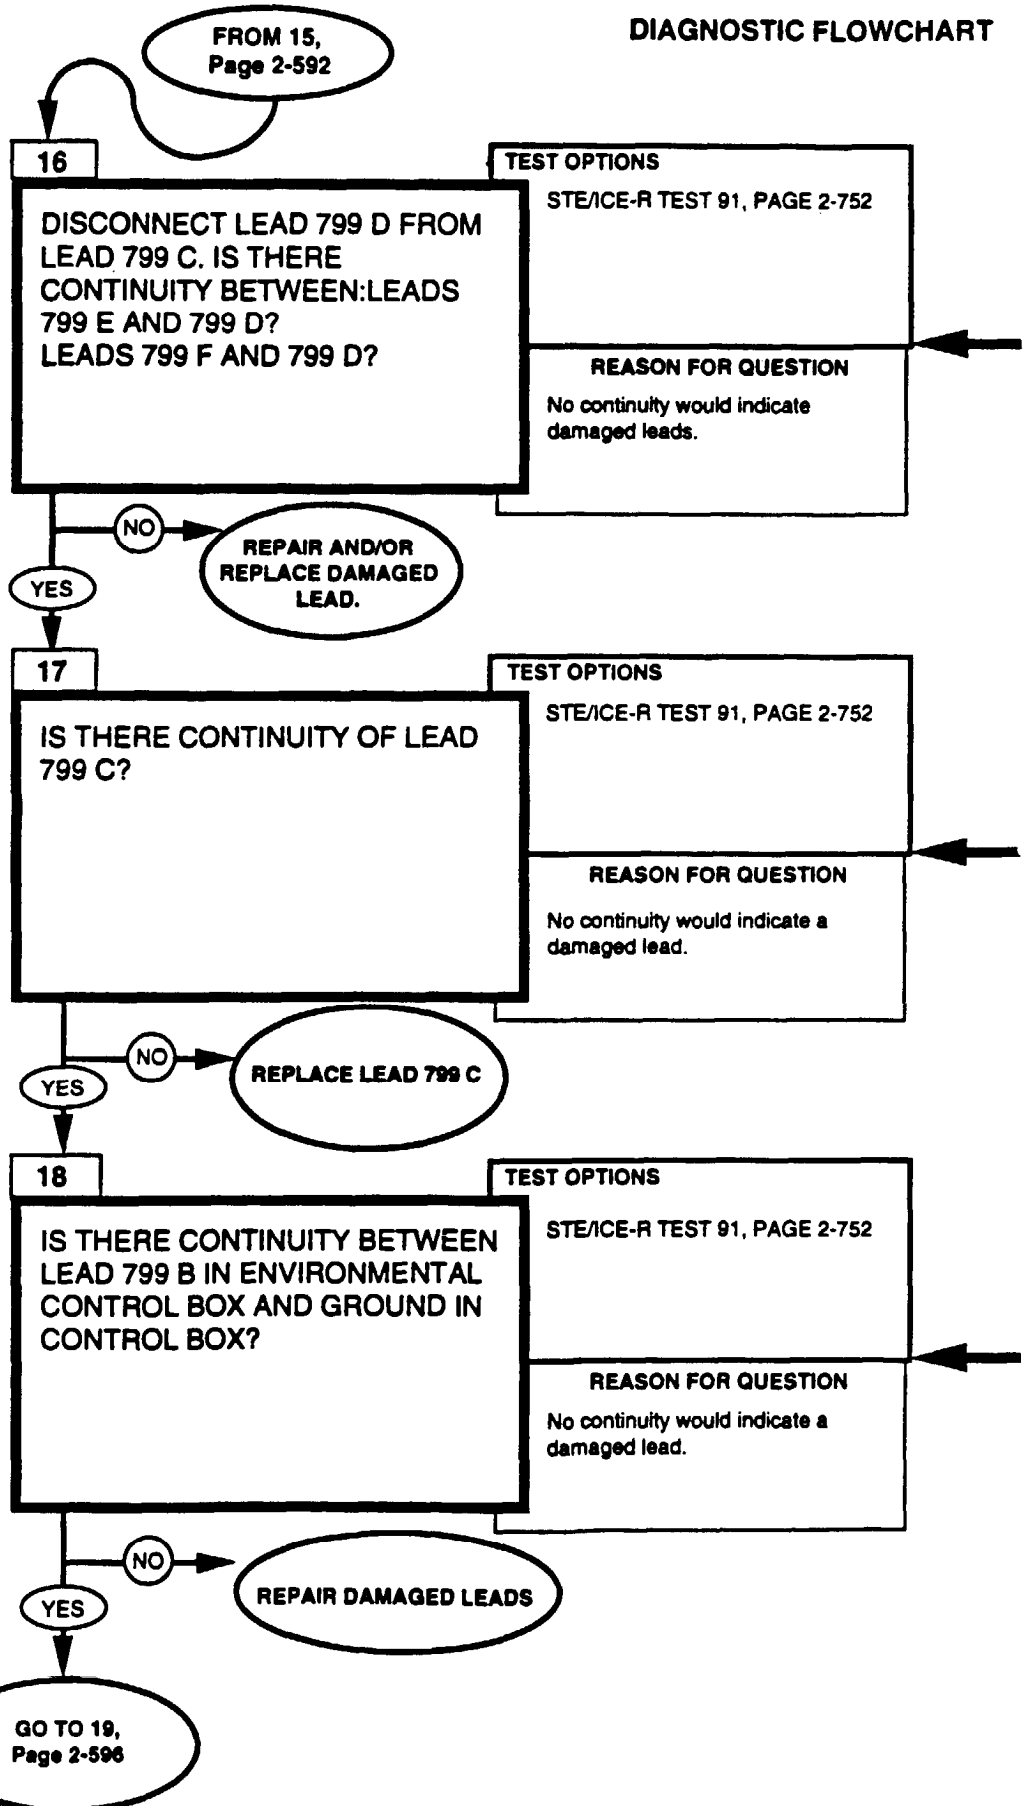 DIAGNOSTIC FLOWCHART
FROM 15,
Page 2-592
16
DISCONNECT LEAD 799 D FROM
LEAD 799 C. IS THERE
CONTINUITY BETWEEN:LEADS
799 E AND 799 D?
LEADS 799 F AND 799 D?
TEST OPTIONS
STE/ICE-R TEST 91, PAGE 2-752
REASON FOR QUESTION
No continuity would indicate
damaged leads.
NO
REPAIR AND/OR
REPLACE DAMAGED
LEAD.
YES
17
IS THERE CONTINUITY OF LEAD
799 C?
TEST OPTIONS
STE/ICE-R TEST 91, PAGE 2-752
REASON FOR QUESTION
No continuity would indicate a
damaged lead.
NO
REPLACE LEAD 799 C
YES
18
IS THERE CONTINUITY BETWEEN
LEAD 799 B IN ENVIRONMENTAL
CONTROL BOX AND GROUND IN
CONTROL BOX?
TEST OPTIONS
STE/ICE-R TEST 91, PAGE 2-752
REASON FOR QUESTION
No continuity would indicate a
damaged lead.
NO
REPAIR DAMAGED LEADS
YES
GO TO 19,
Page 2-596